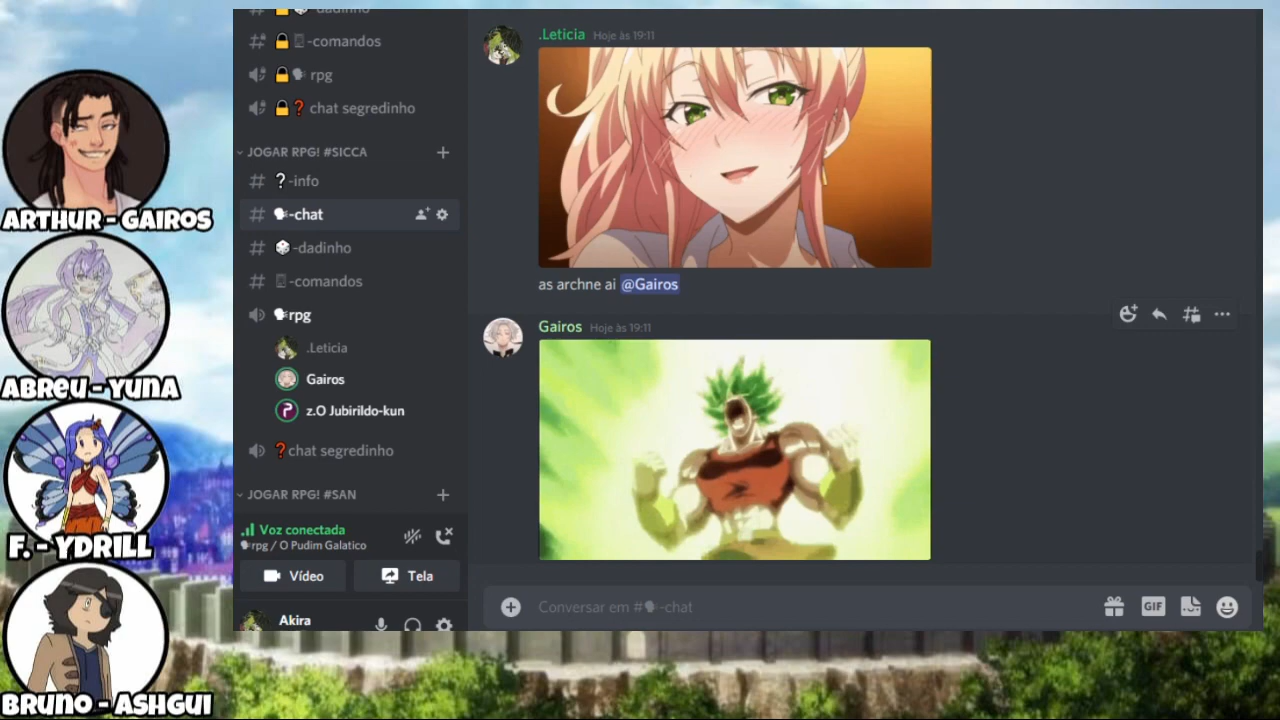 ARTHUR - GAIROS
ABREU - YUNA
F. - YDRILL
BRUNO - ASHGUI
-dadinho
-comandos
rpg
chat segredinho
JOGAR RPG! #SICCA
-info
-chat
-dadinho
-comandos
rpg
.Leticia
Gairos
z.O Jubirildo-kun
chat segredinho
JOGAR RPG! #SAN
Voz conectada
rpg / O Pudim Galatico
Vídeo
Tela
Akira
.Leticia Hoje às 19:11
as archne ai @Gairos
Gairos Hoje às 19:11
Conversar em #🗣-chat
GIF